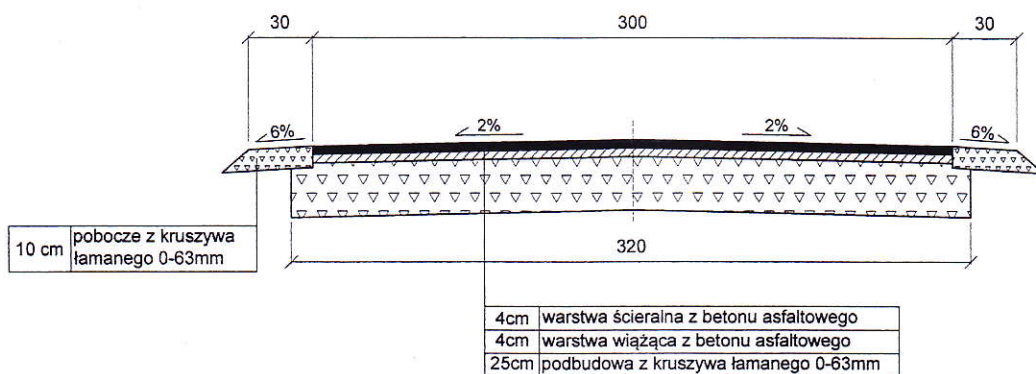 30 300 30
6% 2% 2% 6%
10 cm pobocze z kruszywa
łamanego 0-63mm
320
4cm warstwa ścieralna z betonu asfaltowego
4cm warstwa wiążąca z betonu asfaltowego
25cm podbudowa z kruszywa łamanego 0-63mm